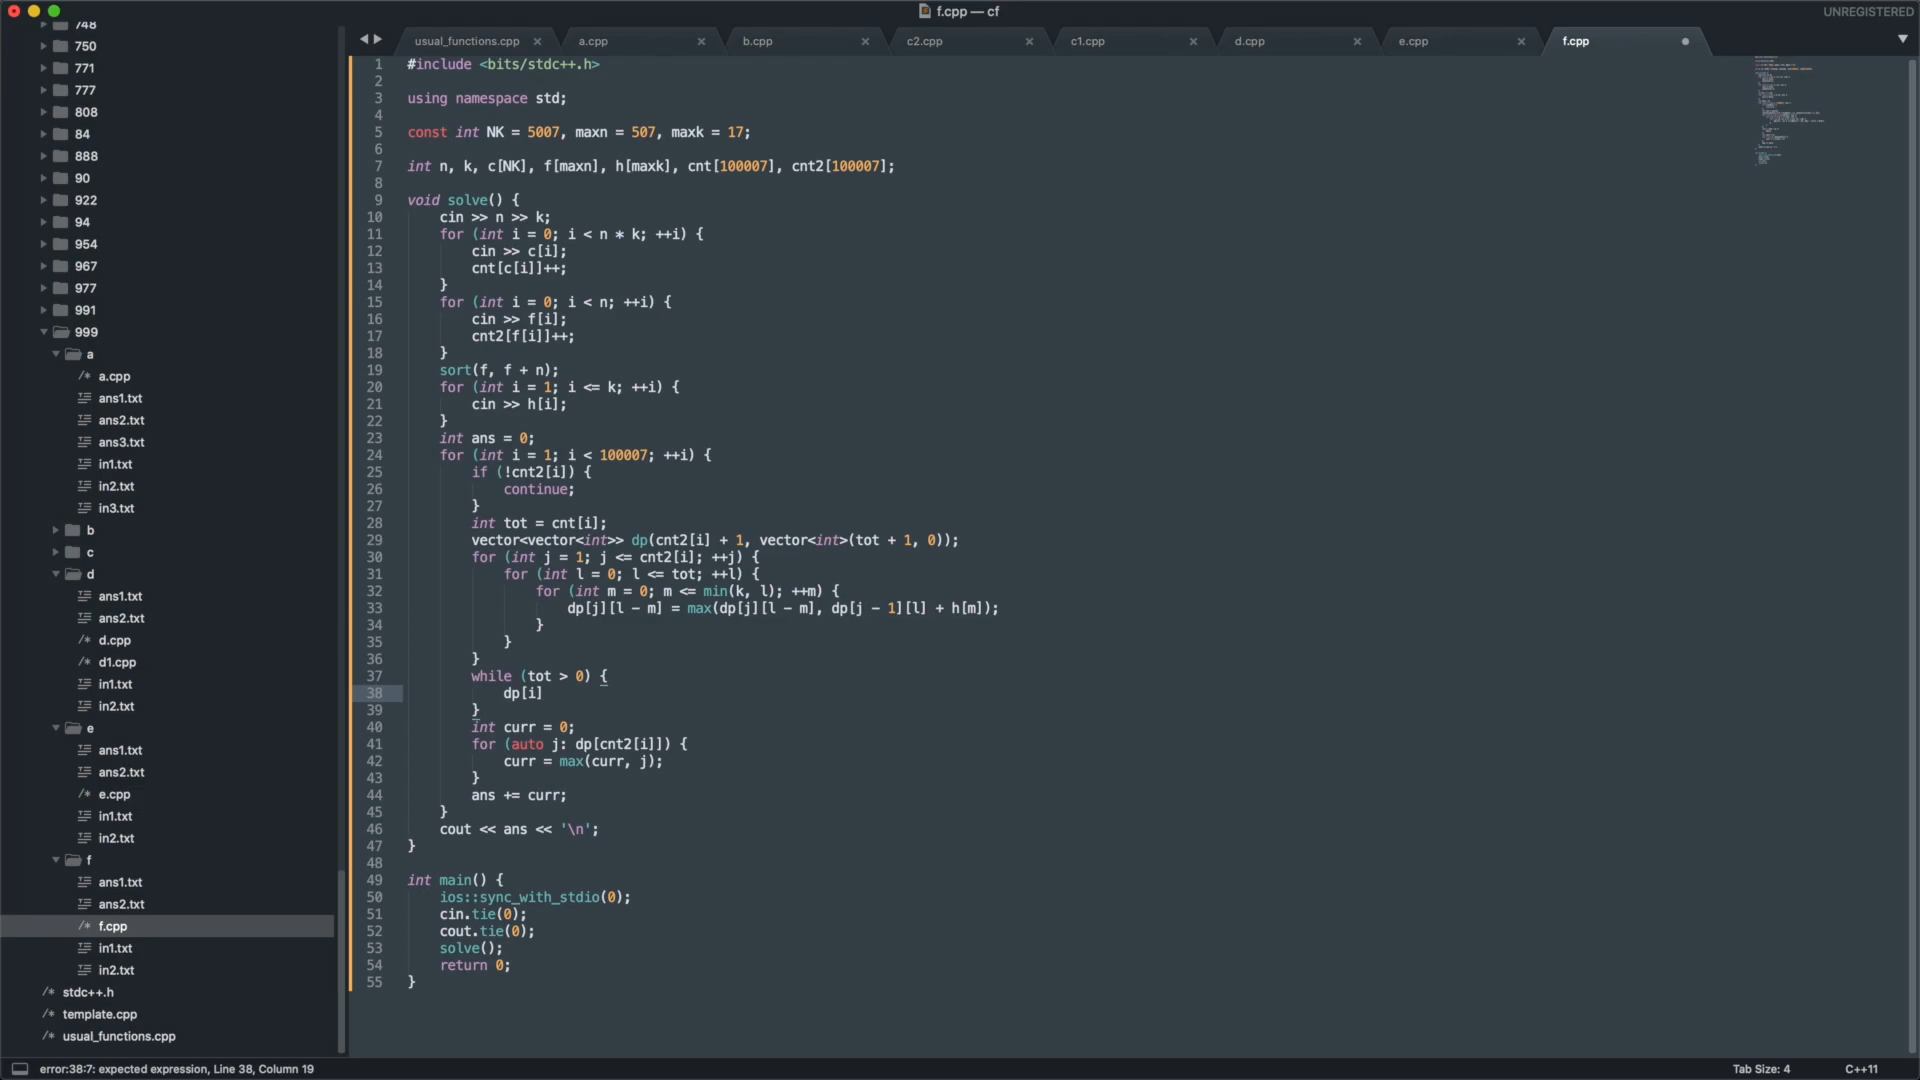 f.cpp — cf
UNREGISTERED
748
750
771
777
808
84
888
90
922
94
954
967
977
991
999
a
a.cpp
ans1.txt
ans2.txt
ans3.txt
in1.txt
in2.txt
in3.txt
b
c
d
ans1.txt
ans2.txt
d.cpp
d1.cpp
in1.txt
in2.txt
e
ans1.txt
ans2.txt
e.cpp
in1.txt
in2.txt
f
ans1.txt
ans2.txt
f.cpp
in1.txt
in2.txt
stdc++.h
template.cpp
usual_functions.cpp
usual_functions.cpp a.cpp b.cpp c2.cpp c1.cpp d.cpp e.cpp f.cpp
1 #include <bits/stdc++.h>
2
3 using namespace std;
4
5 const int NK = 5007, maxn = 507, maxk = 17;
6
7 int n, k, c[NK], f[maxn], h[maxk], cnt[100007], cnt2[100007];
8
9 void solve() {
10 cin >> n >> k;
11 for (int i = 0; i < n * k; ++i) {
12 cin >> c[i];
13 cnt[c[i]]++;
14 }
15 for (int i = 0; i < n; ++i) {
16 cin >> f[i];
17 cnt2[f[i]]++;
18 }
19 sort(f, f + n);
20 for (int i = 1; i <= k; ++i) {
21 cin >> h[i];
22 }
23 int ans = 0;
24 for (int i = 1; i < 100007; ++i) {
25 if (!cnt2[i]) {
26 continue;
27 }
28 int tot = cnt[i];
29 vector<vector<int>> dp(cnt2[i] + 1, vector<int>(tot + 1, 0));
30 for (int j = 1; j <= cnt2[i]; ++j) {
31 for (int l = 0; l <= tot; ++l) {
32 for (int m = 0; m <= min(k, l); ++m) {
33 dp[j][l - m] = max(dp[j][l - m], dp[j - 1][l] + h[m]);
34 }
35 }
36 }
37 while (tot > 0) {
38 dp[i]
39 }
40 int curr = 0;
41 for (auto j: dp[cnt2[i]]) {
42 curr = max(curr, j);
43 }
44 ans += curr;
45 }
46 cout << ans << '\n';
47 }
48
49 int main() {
50 ios::sync_with_stdio(0);
51 cin.tie(0);
52 cout.tie(0);
53 solve();
54 return 0;
55 }
error:38:7: expected expression, Line 38, Column 19
Tab Size: 4
C++11